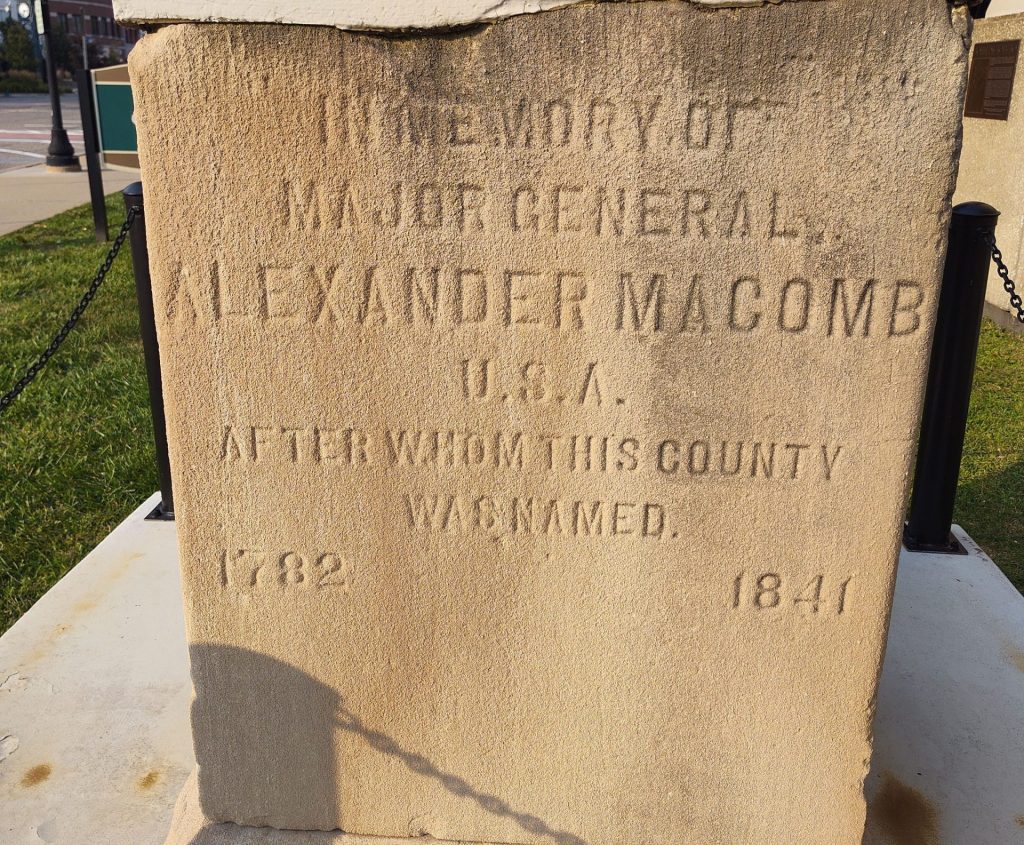 IN MEMORY OF
MAJOR GENERAL
ALEXANDER MACOMB
U.S.A.
AFTER WHOM THIS COUNTY
WAS NAMED.
1782 1841